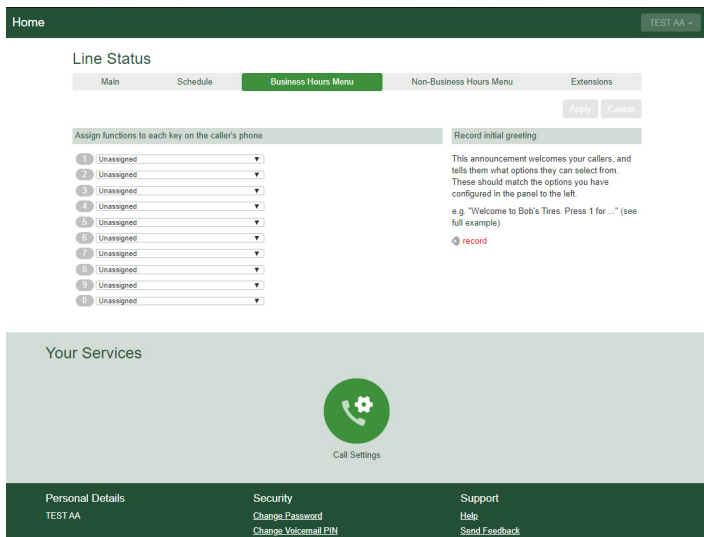 Home
TEST AA
Line Status
Main Schedule Business Hours Menu Non-Business Hours Menu Extensions
Apply Cancel
Assign functions to each key on the caller's phone
1 Unassigned
2 Unassigned
3 Unassigned
4 Unassigned
5 Unassigned
6 Unassigned
7 Unassigned
8 Unassigned
9 Unassigned
0 Unassigned
Record initial greeting
This announcement welcomes your callers, and
tells them what options they can select from.
These should match the options you have
configured in the panel to the left.
e.g. "Welcome to Bob's Tires. Press 1 for ..." (see
full example)
record
Your Services
Call Settings
Personal Details
TEST AA
Security
Change Password
Change Voicemail PIN
Support
Help
Send Feedback